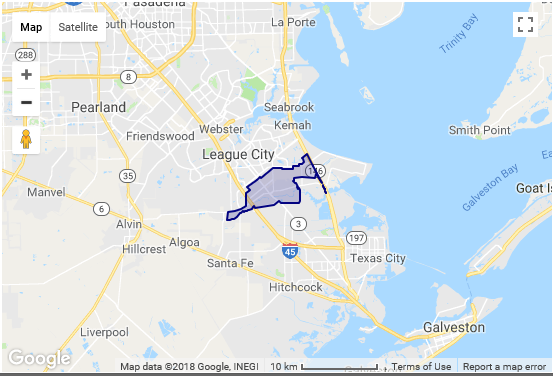 Pasadena
South Houston
La Porte
Map
Satellite
Trinity Bay
288
8
Pearland
Seabrook
Kemah
Webster
Friendswood
Smith Point
League City
146
35
Galveston Bay
Ea
Manvel
Goat Is
6
Alvin
3
Hillcrest
Algoa
197
45
Texas City
Santa Fe
Hitchcock
Liverpool
Galveston
Google
Map data ©2018 Google, INEGI
10 km
Terms of Use
Report a map error